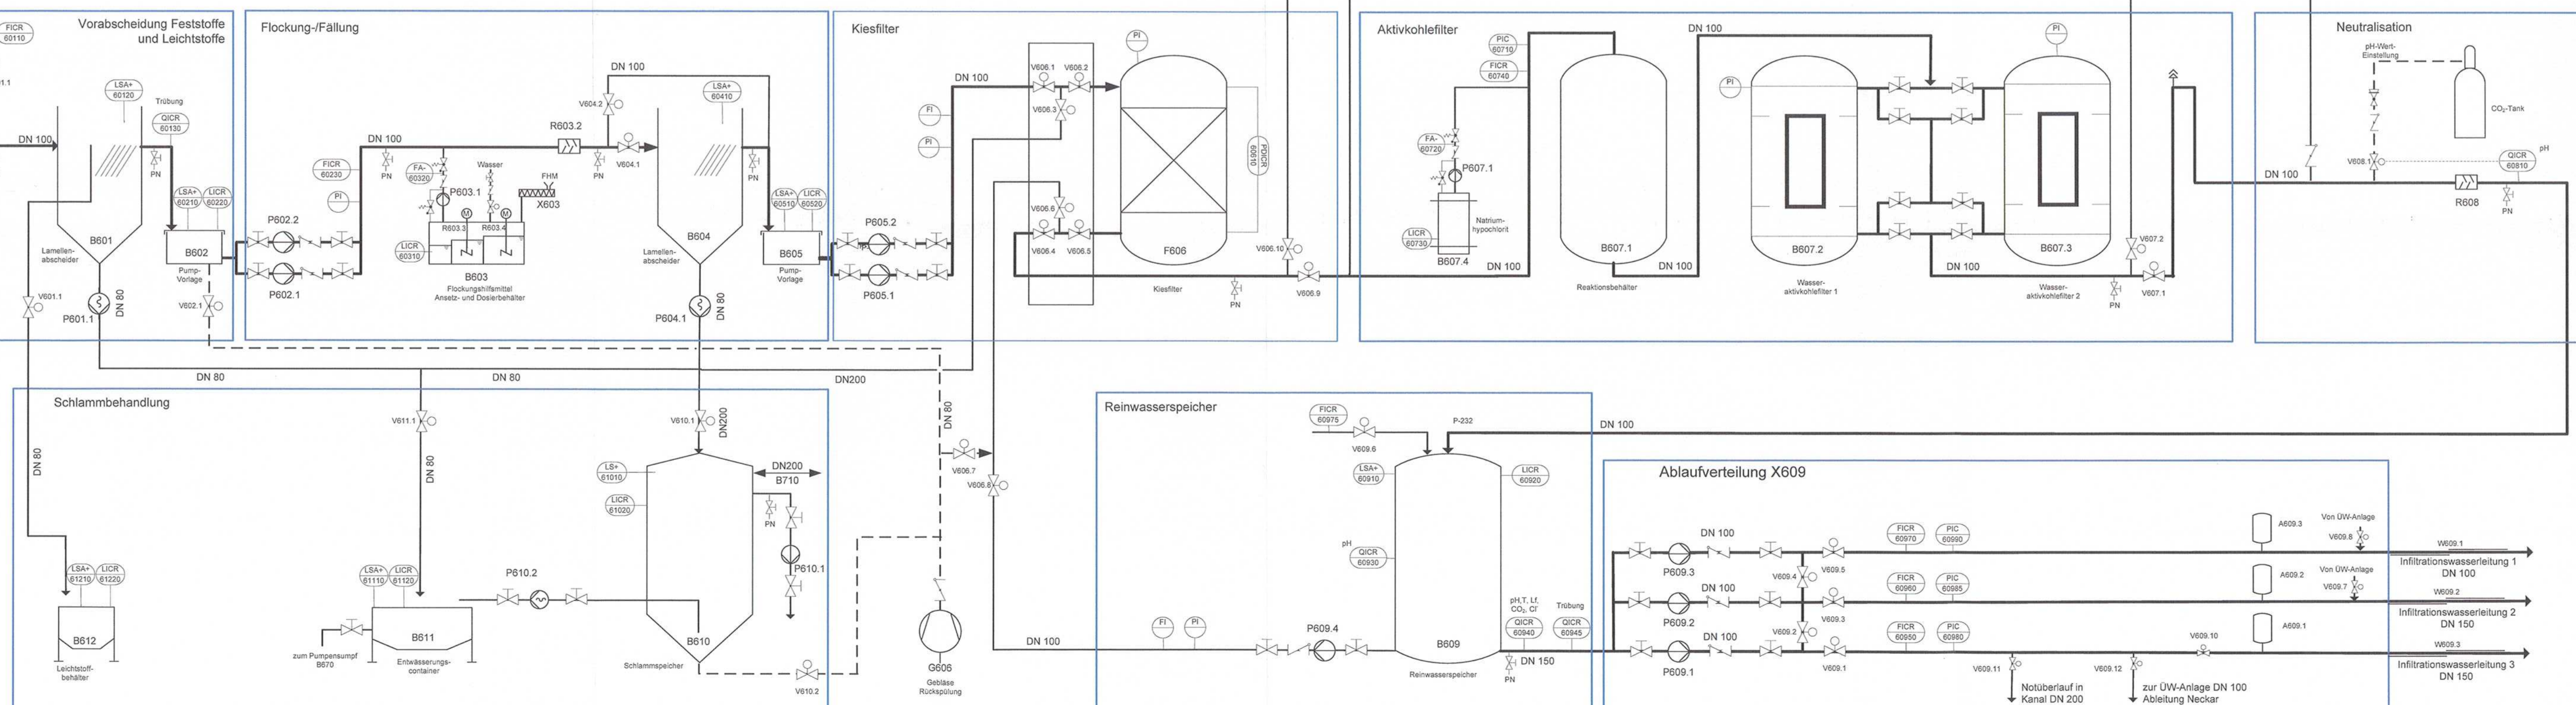 FICR
60110
Vorabscheidung Feststoffe
und Leichtstoffe
1.1
LSA+
60120
Trübung
QICR
60130
DN 100
PN
LSA+
60210
LICR
60220
B601
Lamellen-
abscheider
B602
Pump-
Vorlage
V601.1
P601.1
DN 80
V602.1
Flockung-/Fällung
DN 100
V604.2
LSA+
60410
R603.2
DN 100
FICR
60230
PI
PN
FA-
60320
Wasser
P603.1
FHM
X603
PN
V604.1
PN
M
M
R603.3
R603.4
LICR
60310
P602.2
P602.1
B603
Flockungshilfsmittel
Ansetz- und Dosierbehälter
B604
Lamellen-
abscheider
LSA+
60510
LICR
60520
B605
Pump-
Vorlage
P604.1
DN 80
Kiesfilter
PI
V606.1
V606.2
DN 100
V606.3
FI
PI
PDICR
60610
V606.6
P605.2
P605.1
V606.4
V606.5
F606
Kiesfilter
V606.10
PN
V606.9
Aktivkohlefilter
PIC
60710
FICR
60740
FA-
60720
P607.1
Natrium-
hypochlorit
LICR
60730
B607.4
DN 100
B607.1
Reaktionsbehälter
DN 100
DN 100
PI
PI
B607.2
Wasser-
aktivkohlefilter 1
DN 100
B607.3
Wasser-
aktivkohlefilter 2
V607.2
PN
V607.1
Neutralisation
pH-Wert-
Einstellung
CO₂-Tank
V608.1
QICR
60810
pH
DN 100
R608
PN
DN 80
DN 80
DN200
Schlammbehandlung
DN 80
V611.1
DN 80
V610.1
DN200
LS+
61010
LICR
61020
DN200
B710
PN
P610.1
LSA+
61210
LICR
61220
LSA+
61110
LICR
61120
P610.2
B612
Leichtstoff-
behälter
zum Pumpensumpf
B670
B611
Entwässerungs-
container
B610
Schlammspeicher
V610.2
DN 80
V606.7
V606.8
G606
Gebläse
Rückspülung
DN 100
Reinwasserspeicher
FICR
60975
V609.6
P-232
DN 100
LSA+
60910
LICR
60920
pH
QICR
60930
FI
PI
P609.4
B609
Reinwasserspeicher
pH,T, Lf,
CO₂, Cl⁻
QICR
60940
Trübung
QICR
60945
PN
DN 150
Ablaufverteilung X609
DN 100
P609.3
V609.4
V609.5
FICR
60970
PIC
60990
A609.3
Von ÜW-Anlage
V609.8
W609.1
Infiltrationswasserleitung 1
DN 100
DN 100
P609.2
V609.3
FICR
60960
PIC
60985
A609.2
Von ÜW-Anlage
V609.7
W609.2
Infiltrationswasserleitung 2
DN 150
DN 100
P609.1
V609.2
V609.1
FICR
60950
PIC
60980
V609.10
A609.1
W609.3
Infiltrationswasserleitung 3
DN 150
V609.11
Notüberlauf in
Kanal DN 200
V609.12
zur ÜW-Anlage DN 100
Ableitung Neckar